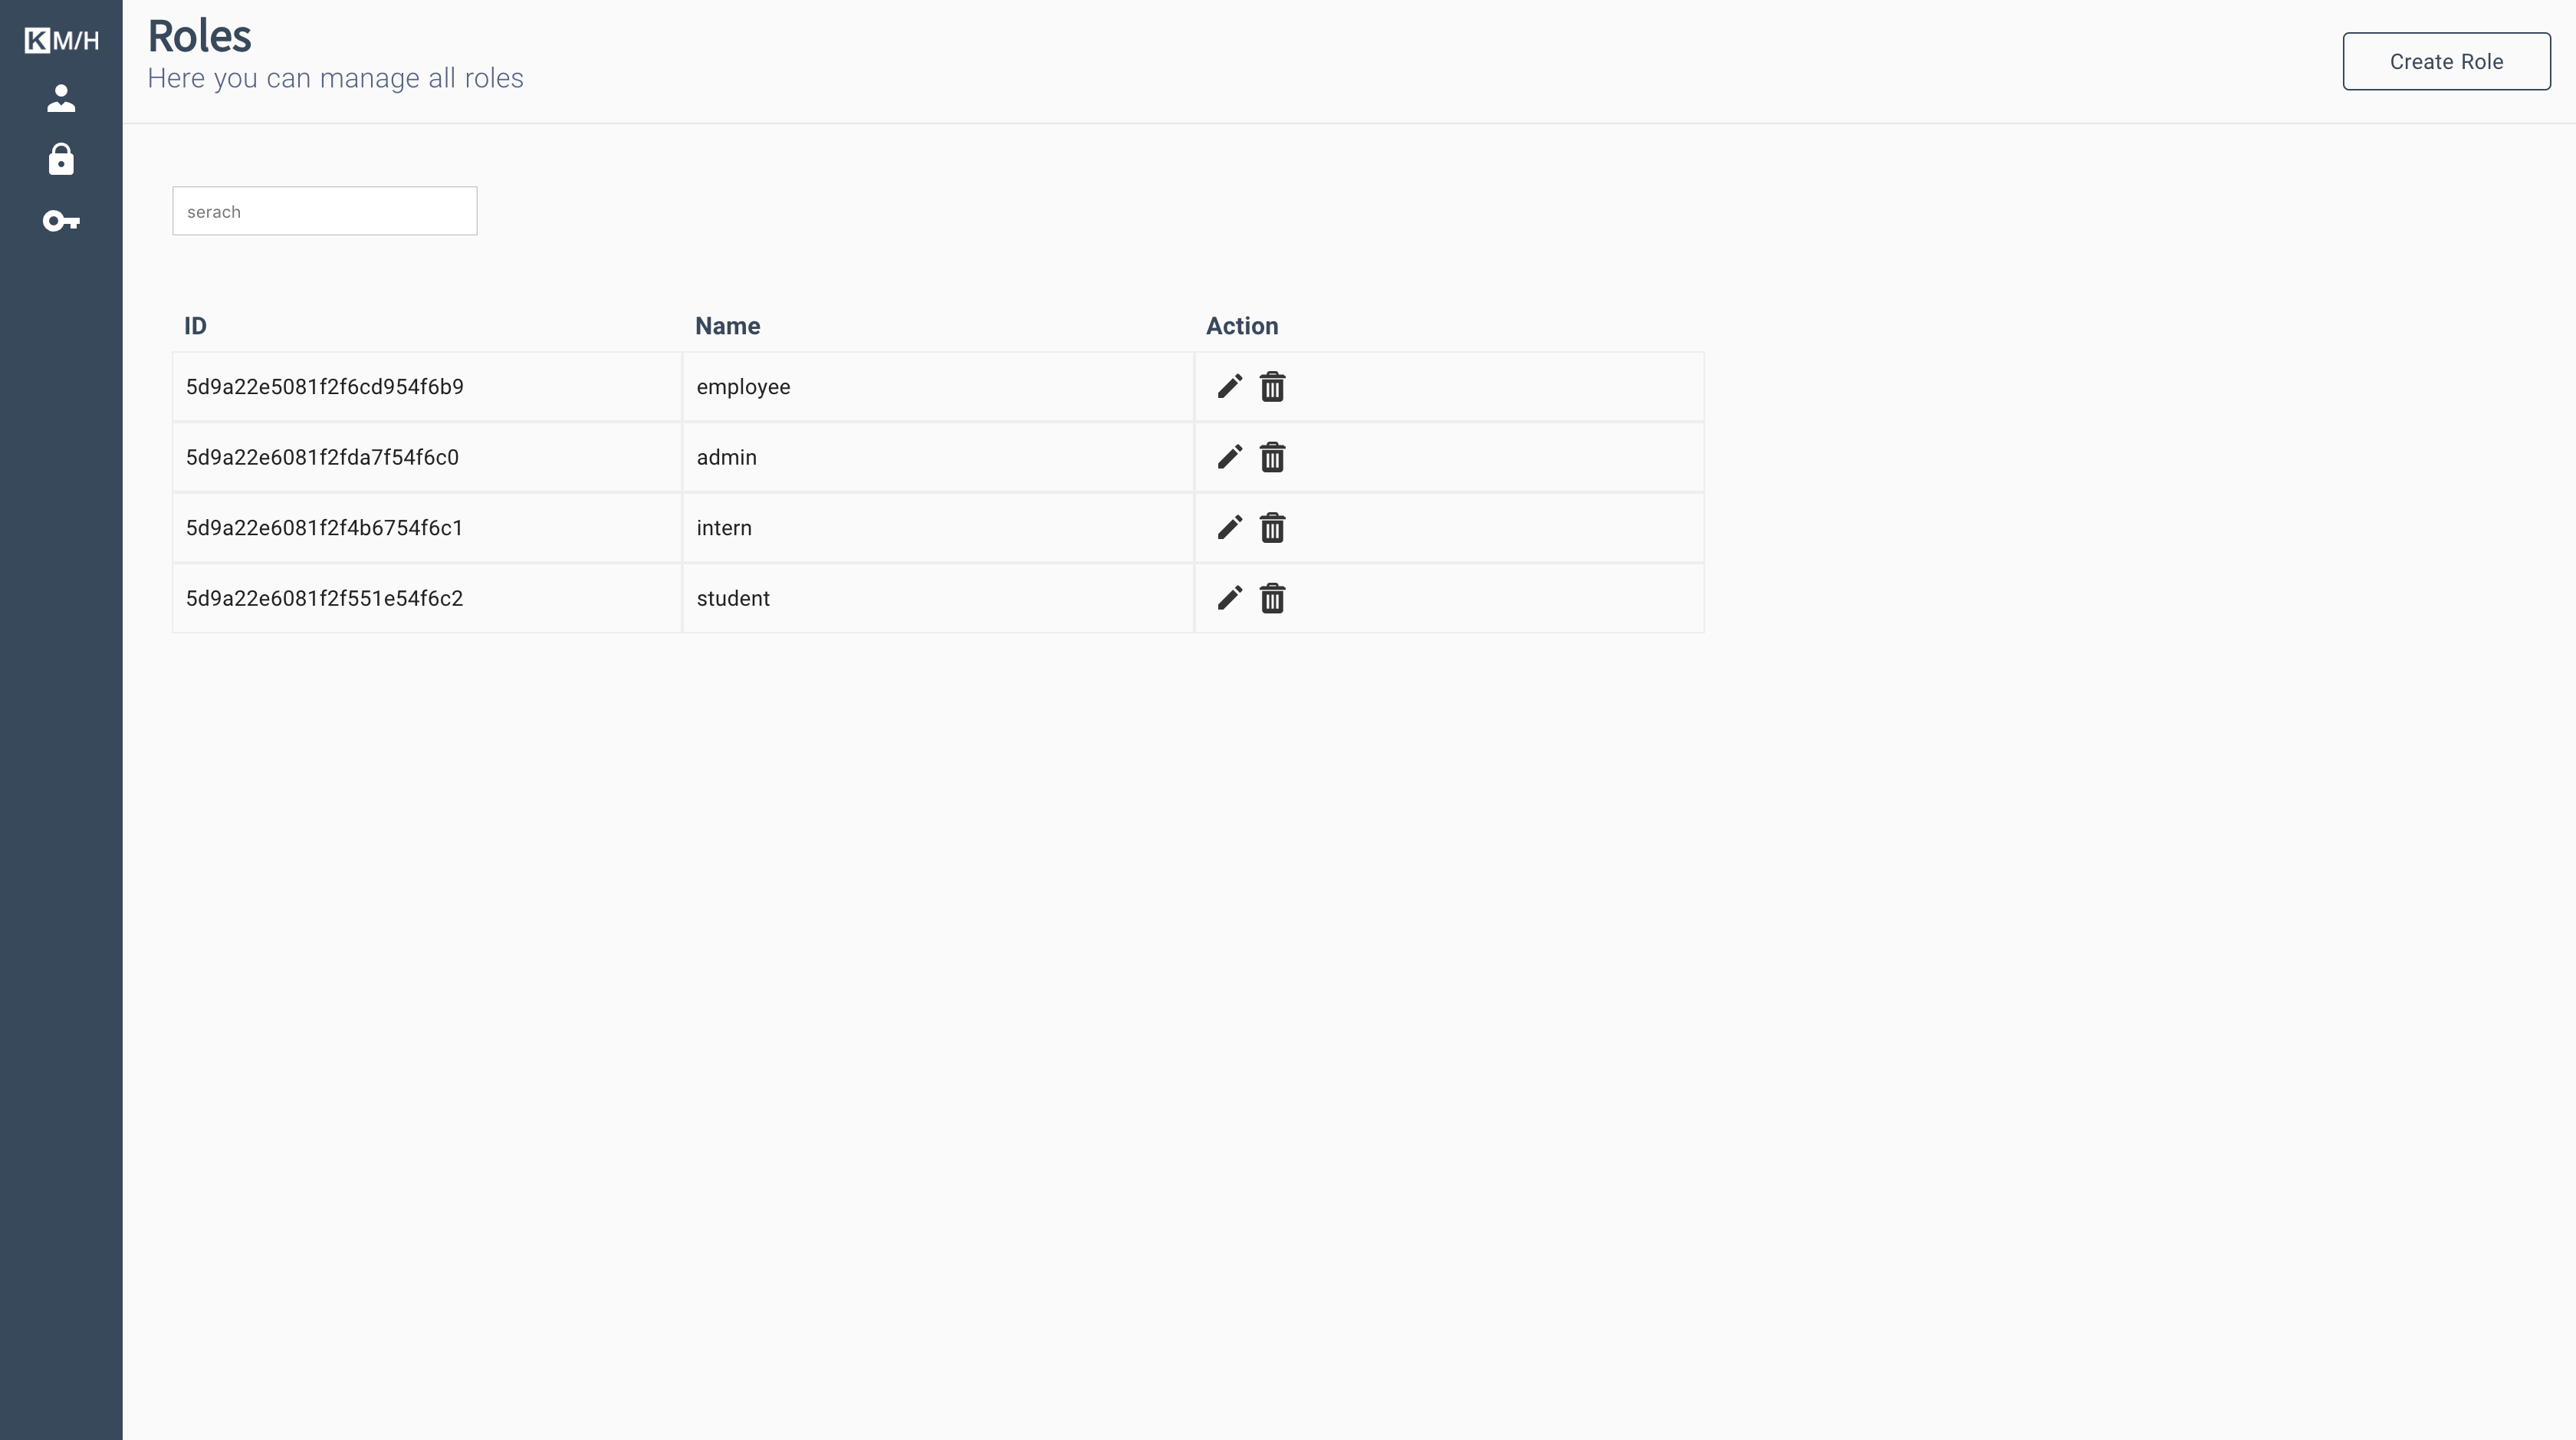 KM/H
Roles
Here you can manage all roles
Create Role
serach
ID Name Action
5d9a22e5081f2f6cd954f6b9 employee
5d9a22e6081f2fda7f54f6c0 admin
5d9a22e6081f2f4b6754f6c1 intern
5d9a22e6081f2f551e54f6c2 student